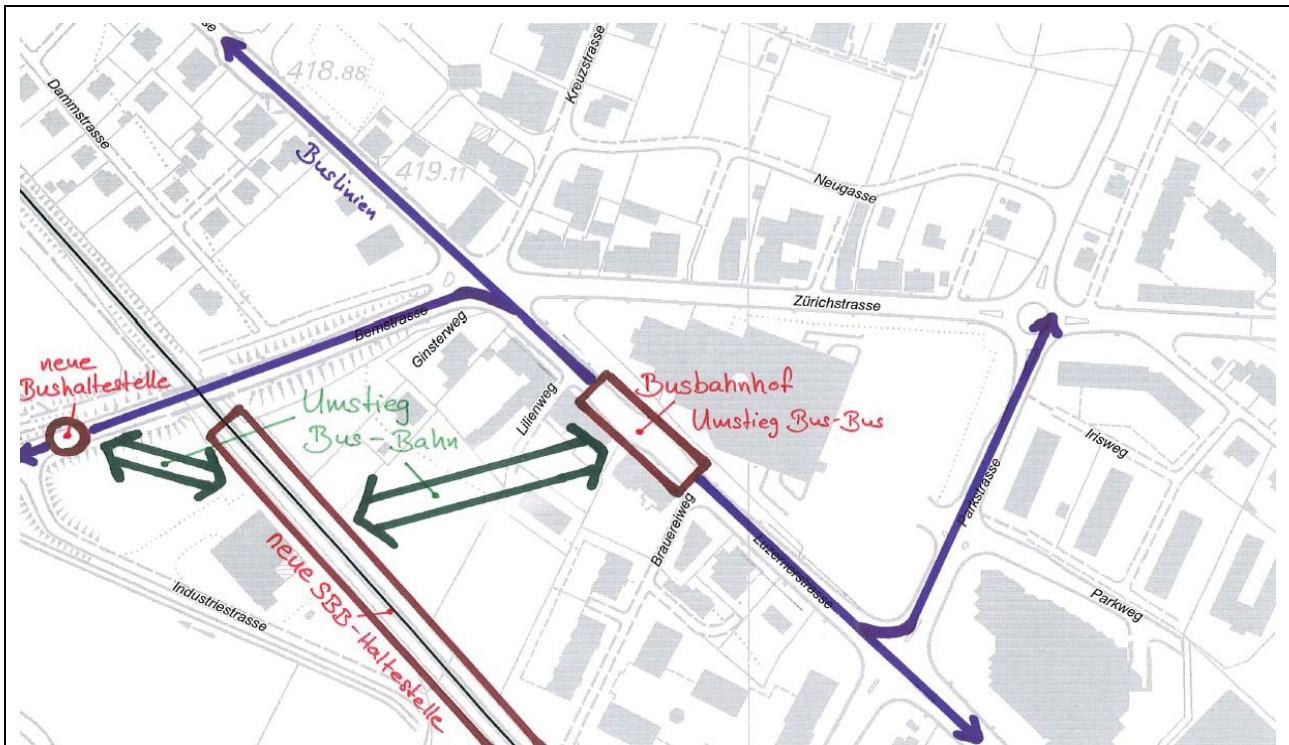 sse
Dammstrasse
418.88
Kreuzstrasse
Buslinien
419.11
Neugasse
Zürichstrasse
Bernstrasse
Ginsterweg
Lilienweg
neue
Bushaltestelle
Umstieg
Bus-Bahn
Busbahnhof
Umstieg Bus-Bus
Irisweg
Parkstrasse
Brauereiweg
Luzernerstrasse
Parkweg
Industriestrasse
neue SBB-Haltestelle